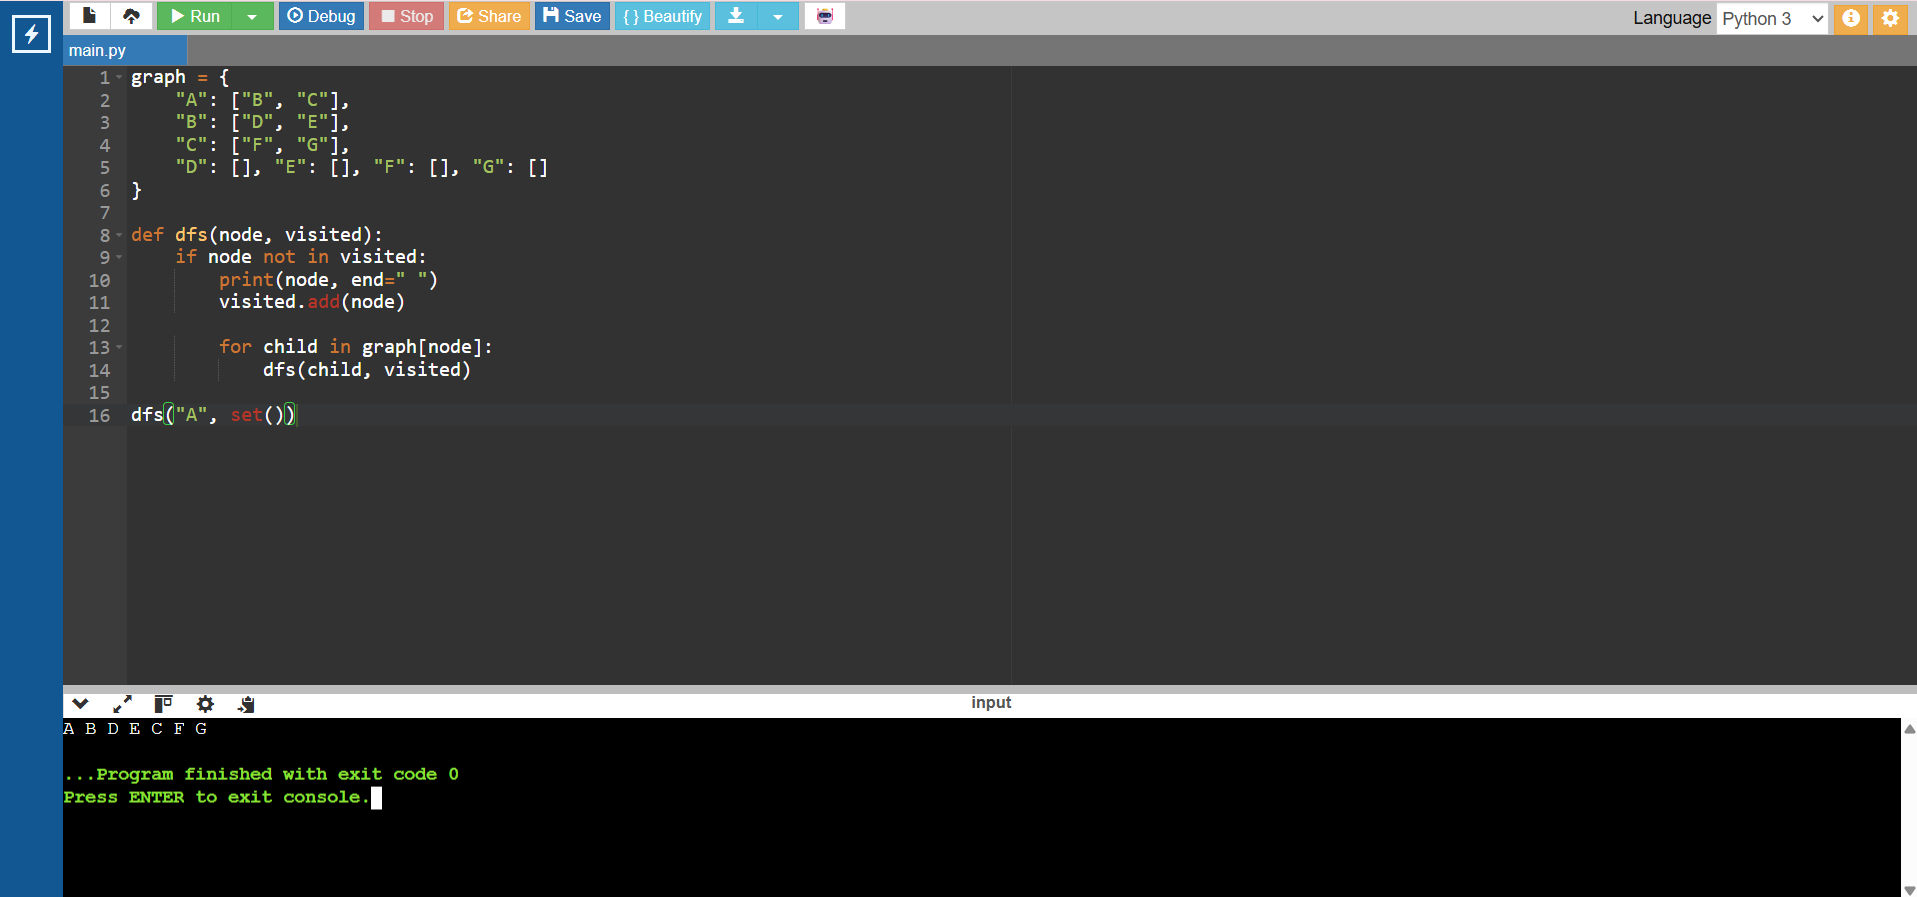 Run Debug Stop Share Save { } Beautify Language Python 3
main.py
1 graph = {
2     "A": ["B", "C"],
3     "B": ["D", "E"],
4     "C": ["F", "G"],
5     "D": [], "E": [], "F": [], "G": []
6 }
7
8 def dfs(node, visited):
9     if node not in visited:
10         print(node, end=" ")
11         visited.add(node)
12
13         for child in graph[node]:
14             dfs(child, visited)
15
16 dfs("A", set())
input
A B D E C F G
...Program finished with exit code 0
Press ENTER to exit console.